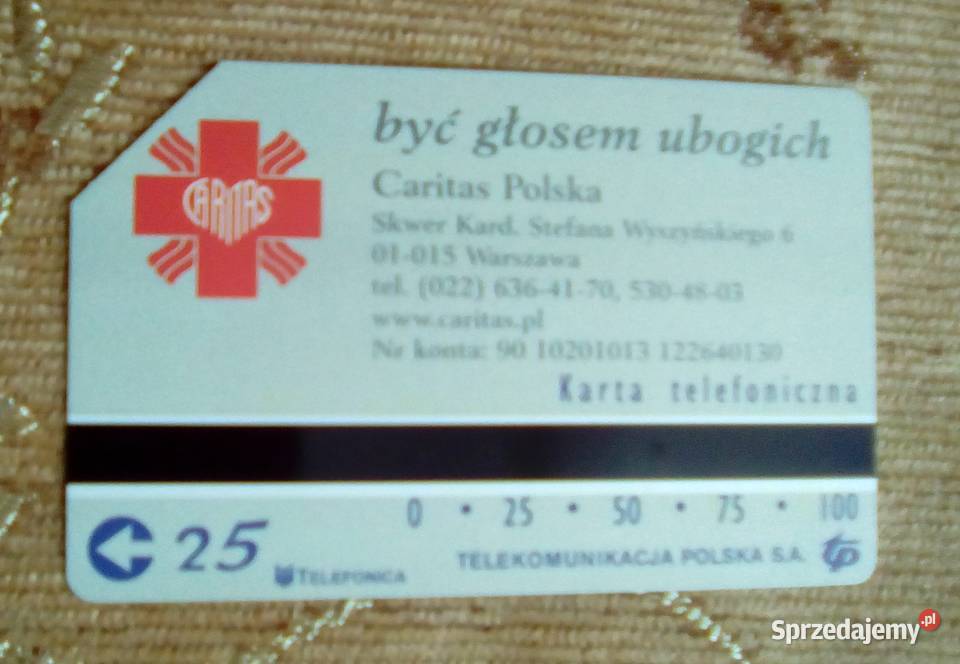 być głosem ubogich
CARITAS
Caritas Polska
Skwer Kard. Stefana Wyszyńskiego 6
01-015 Warszawa
tel. (022) 636-41-70, 530-48-03
www.caritas.pl
Nr konta: 90 10201013 122640130
Karta telefoniczna
0 • 25 • 50 • 75 • 100
25
TELEFONICA
TELEKOMUNIKACJA POLSKA S.A. tp
Sprzedajemy.pl